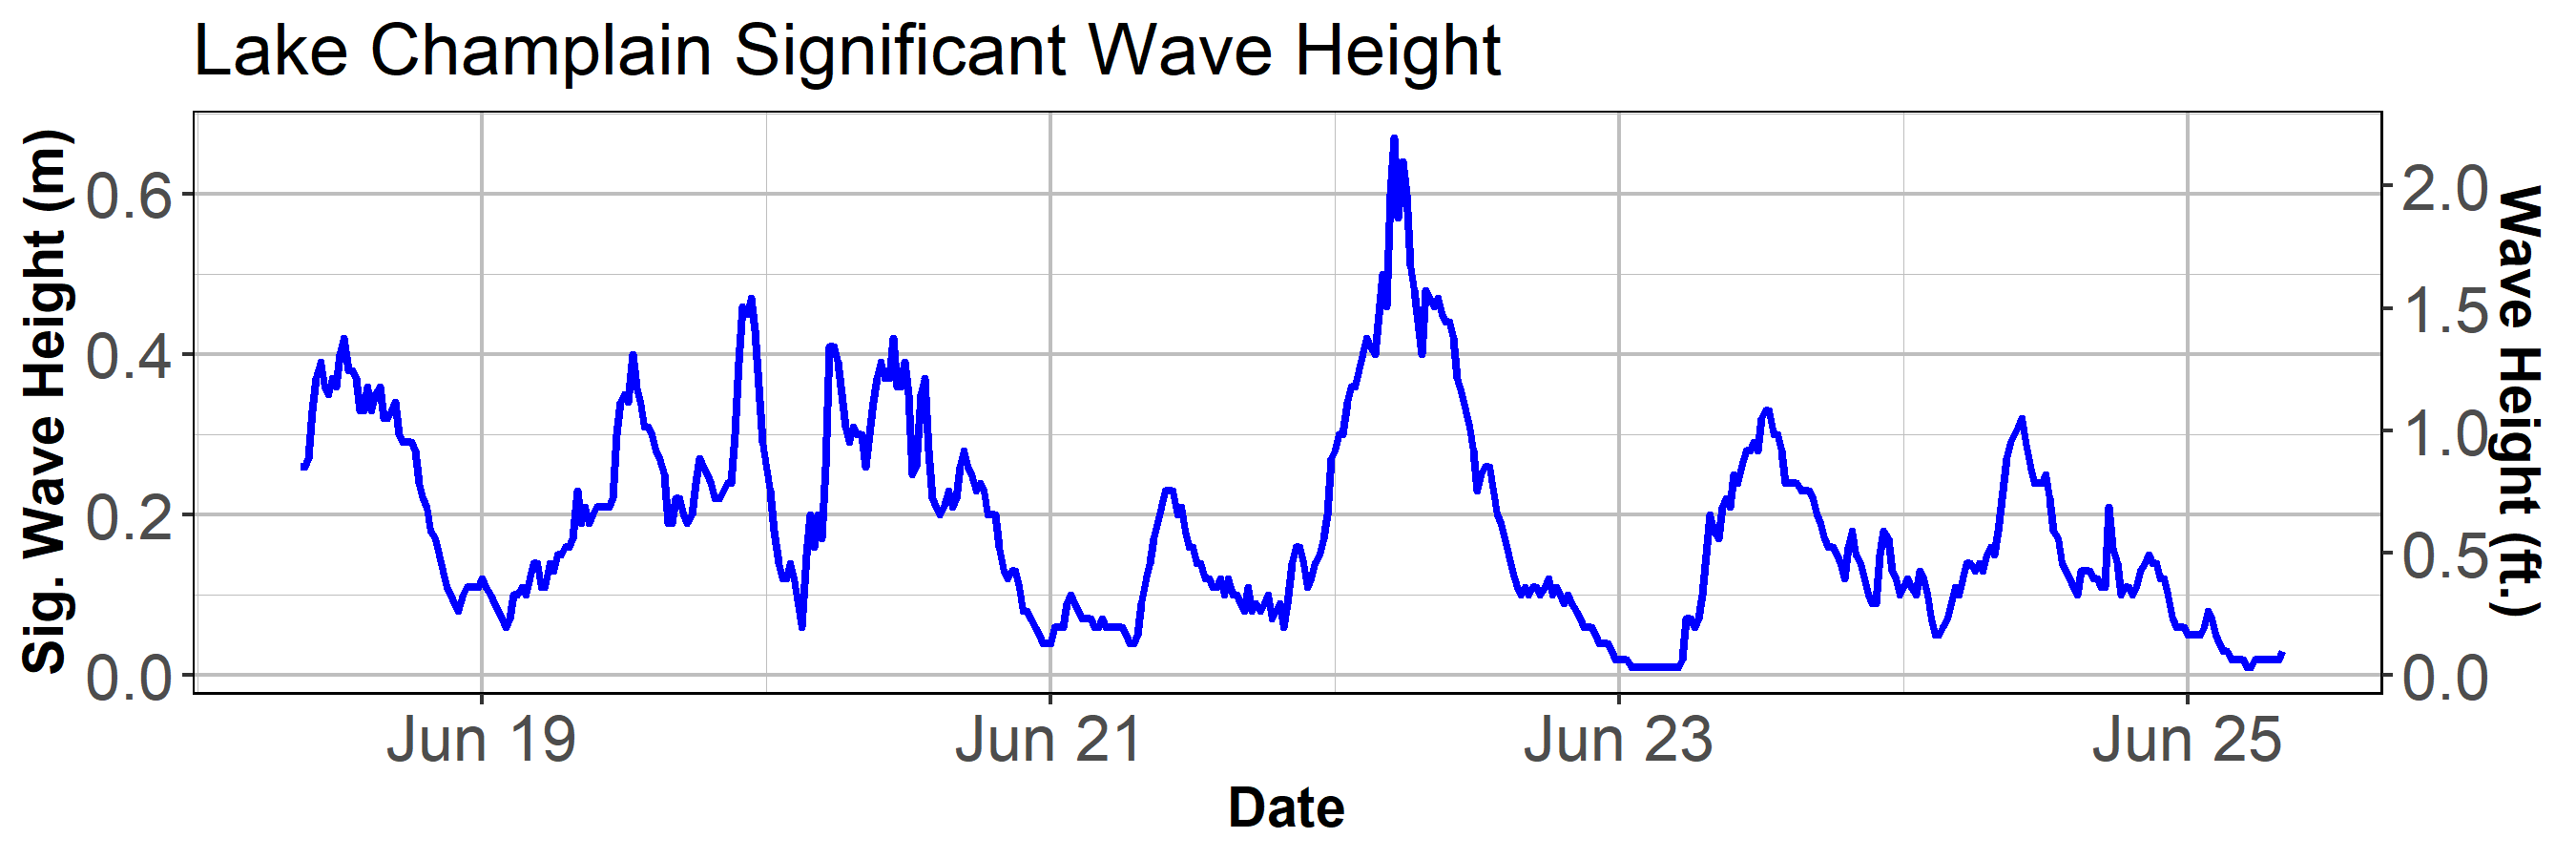 Lake Champlain Significant Wave Height
Sig. Wave Height (m)
0.6
0.4
0.2
0.0
2.0
1.5
1.0
0.5
0.0
Wave Height (ft.)
Jun 19 Jun 21 Jun 23 Jun 25
Date